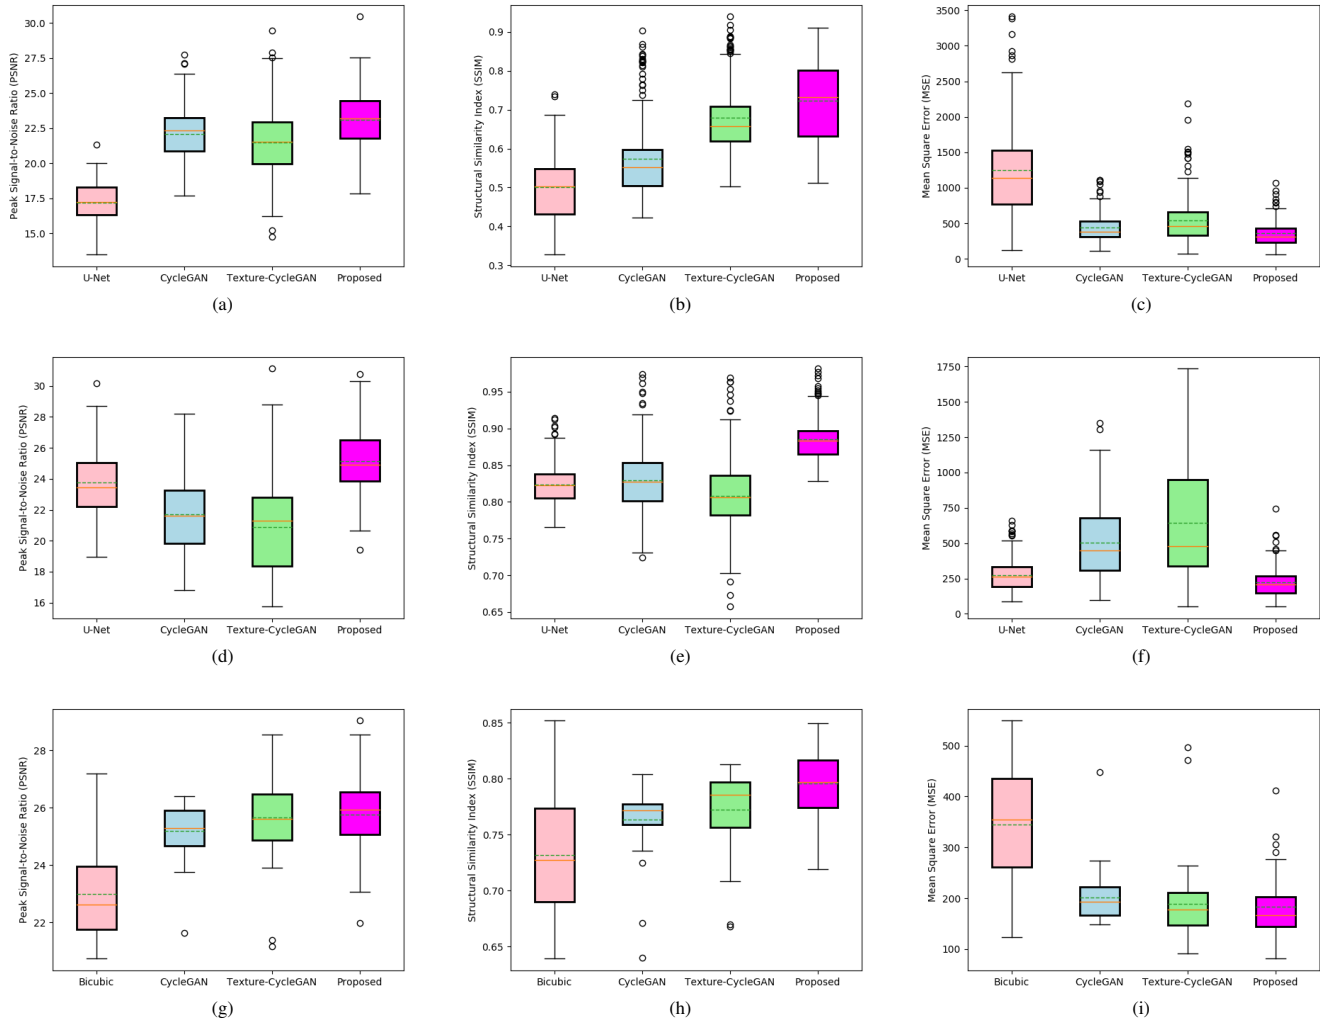 Peak Signal-to-Noise Ratio (PSNR)
30.0
27.5
25.0
22.5
20.0
17.5
15.0
U-Net CycleGAN Texture-CycleGAN Proposed
(a)
Structural Similarity Index (SSIM)
0.9
0.8
0.7
0.6
0.5
0.4
0.3
U-Net CycleGAN Texture-CycleGAN Proposed
(b)
Mean Square Error (MSE)
3500
3000
2500
2000
1500
1000
500
0
U-Net CycleGAN Texture-CycleGAN Proposed
(c)
Peak Signal-to-Noise Ratio (PSNR)
30
28
26
24
22
20
18
16
U-Net CycleGAN Texture-CycleGAN Proposed
(d)
Structural Similarity Index (SSIM)
0.95
0.90
0.85
0.80
0.75
0.70
0.65
U-Net CycleGAN Texture-CycleGAN Proposed
(e)
Mean Square Error (MSE)
1750
1500
1250
1000
750
500
250
0
U-Net CycleGAN Texture-CycleGAN Proposed
(f)
Peak Signal-to-Noise Ratio (PSNR)
28
26
24
22
Bicubic CycleGAN Texture-CycleGAN Proposed
(g)
Structural Similarity Index (SSIM)
0.85
0.80
0.75
0.70
0.65
Bicubic CycleGAN Texture-CycleGAN Proposed
(h)
Mean Square Error (MSE)
500
400
300
200
100
Bicubic CycleGAN Texture-CycleGAN Proposed
(i)